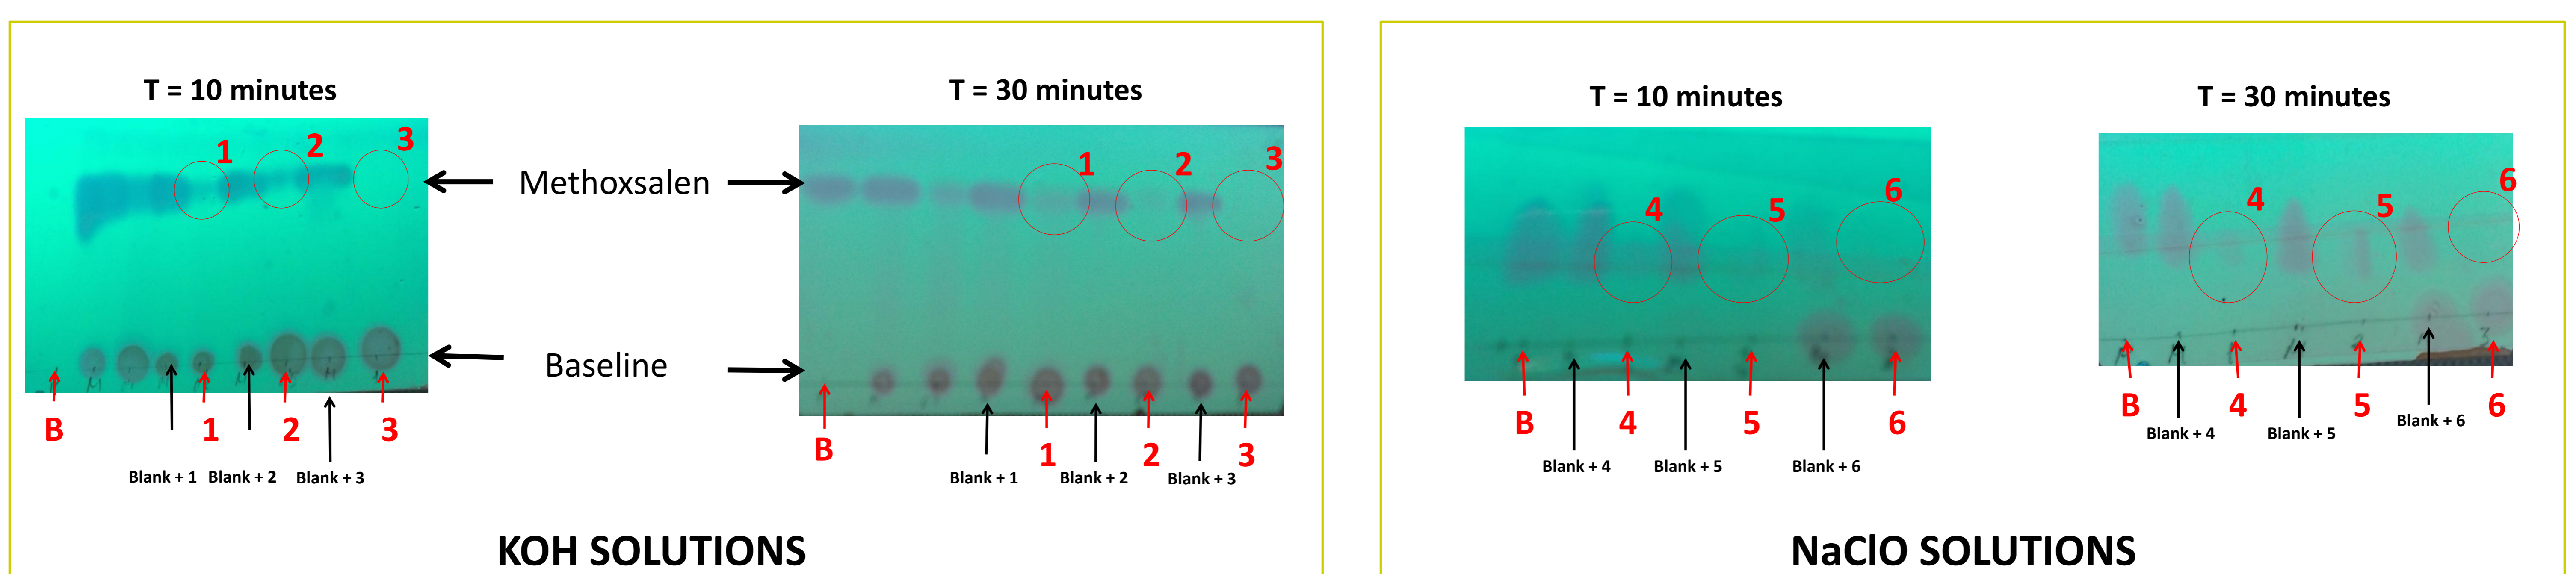 T = 10 minutes
T = 30 minutes
1
2
3
Methoxsalen
1
2
3
Baseline
B
1
2
3
Blank + 1
Blank + 2
Blank + 3
B
1
2
3
Blank + 1
Blank + 2
Blank + 3
KOH SOLUTIONS
T = 10 minutes
T = 30 minutes
4
5
6
4
5
6
B
4
5
6
Blank + 4
Blank + 5
Blank + 6
B
4
5
6
Blank + 4
Blank + 5
Blank + 6
NaClO SOLUTIONS